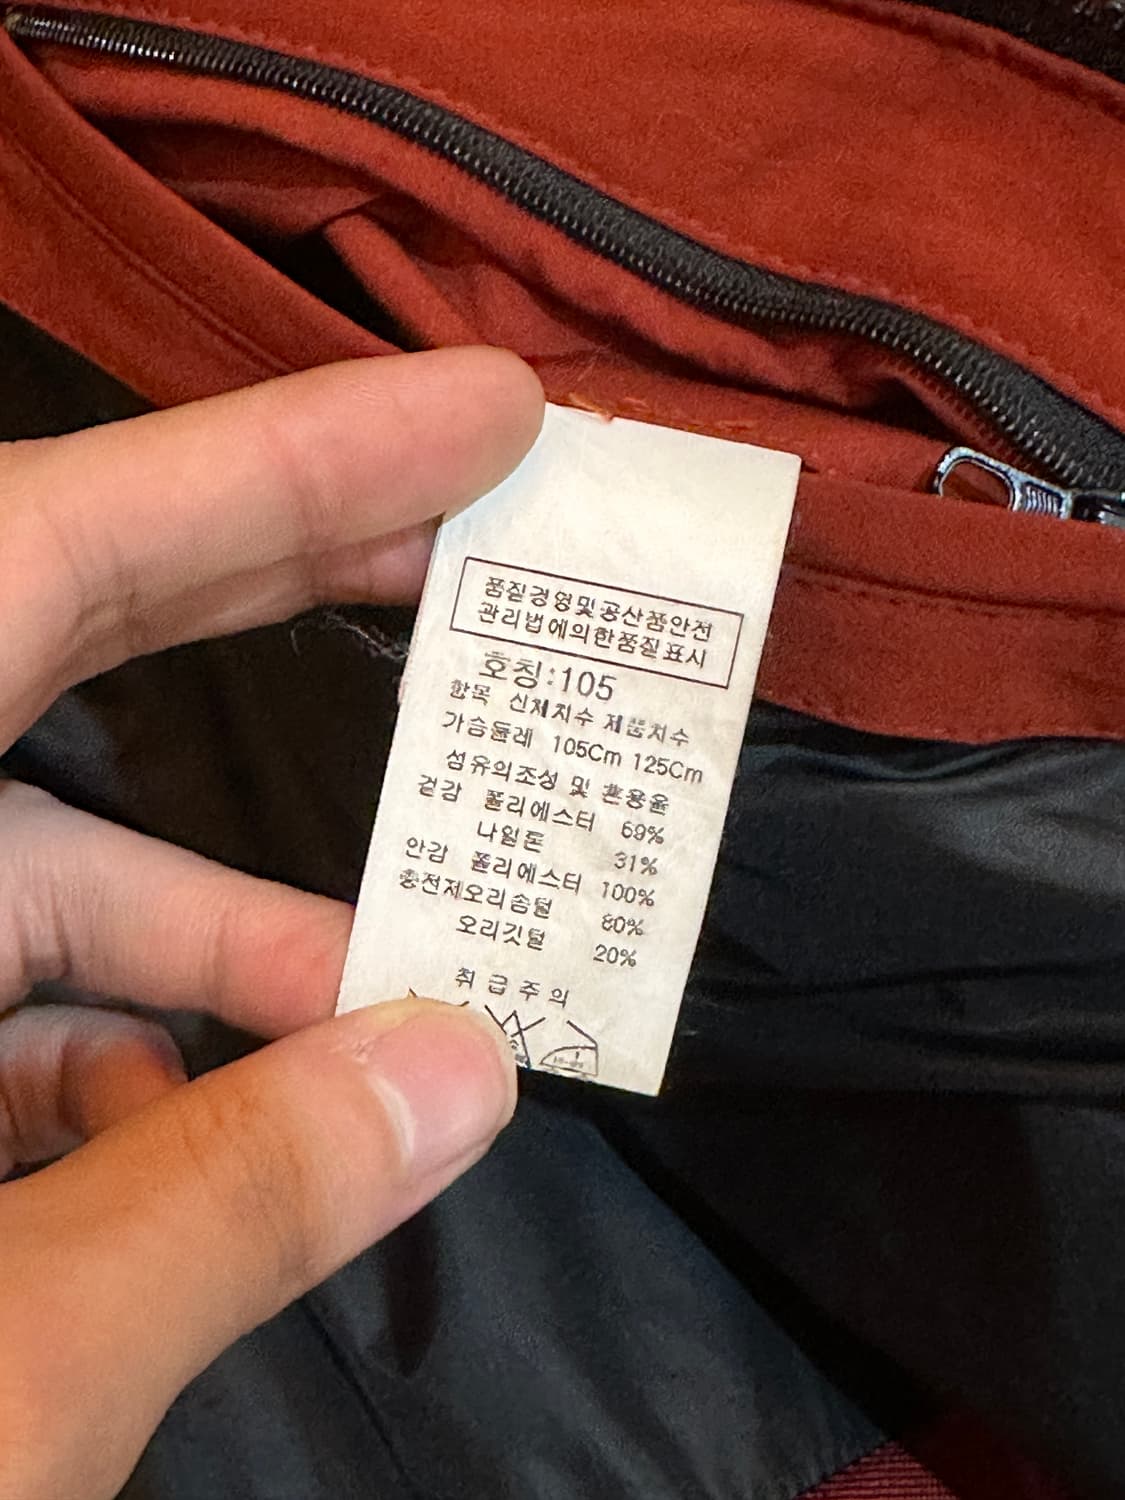 품질경영및공산품안전
관리법에의한품질표시
호칭:105
항목 신체치수 제품치수
가슴둘레 105Cm 125Cm
섬유의조성 및 혼용율
겉감 폴리에스터 69%
나일론 31%
안감 폴리에스터 100%
충전제오리솜털 80%
오리깃털 20%
취급주의